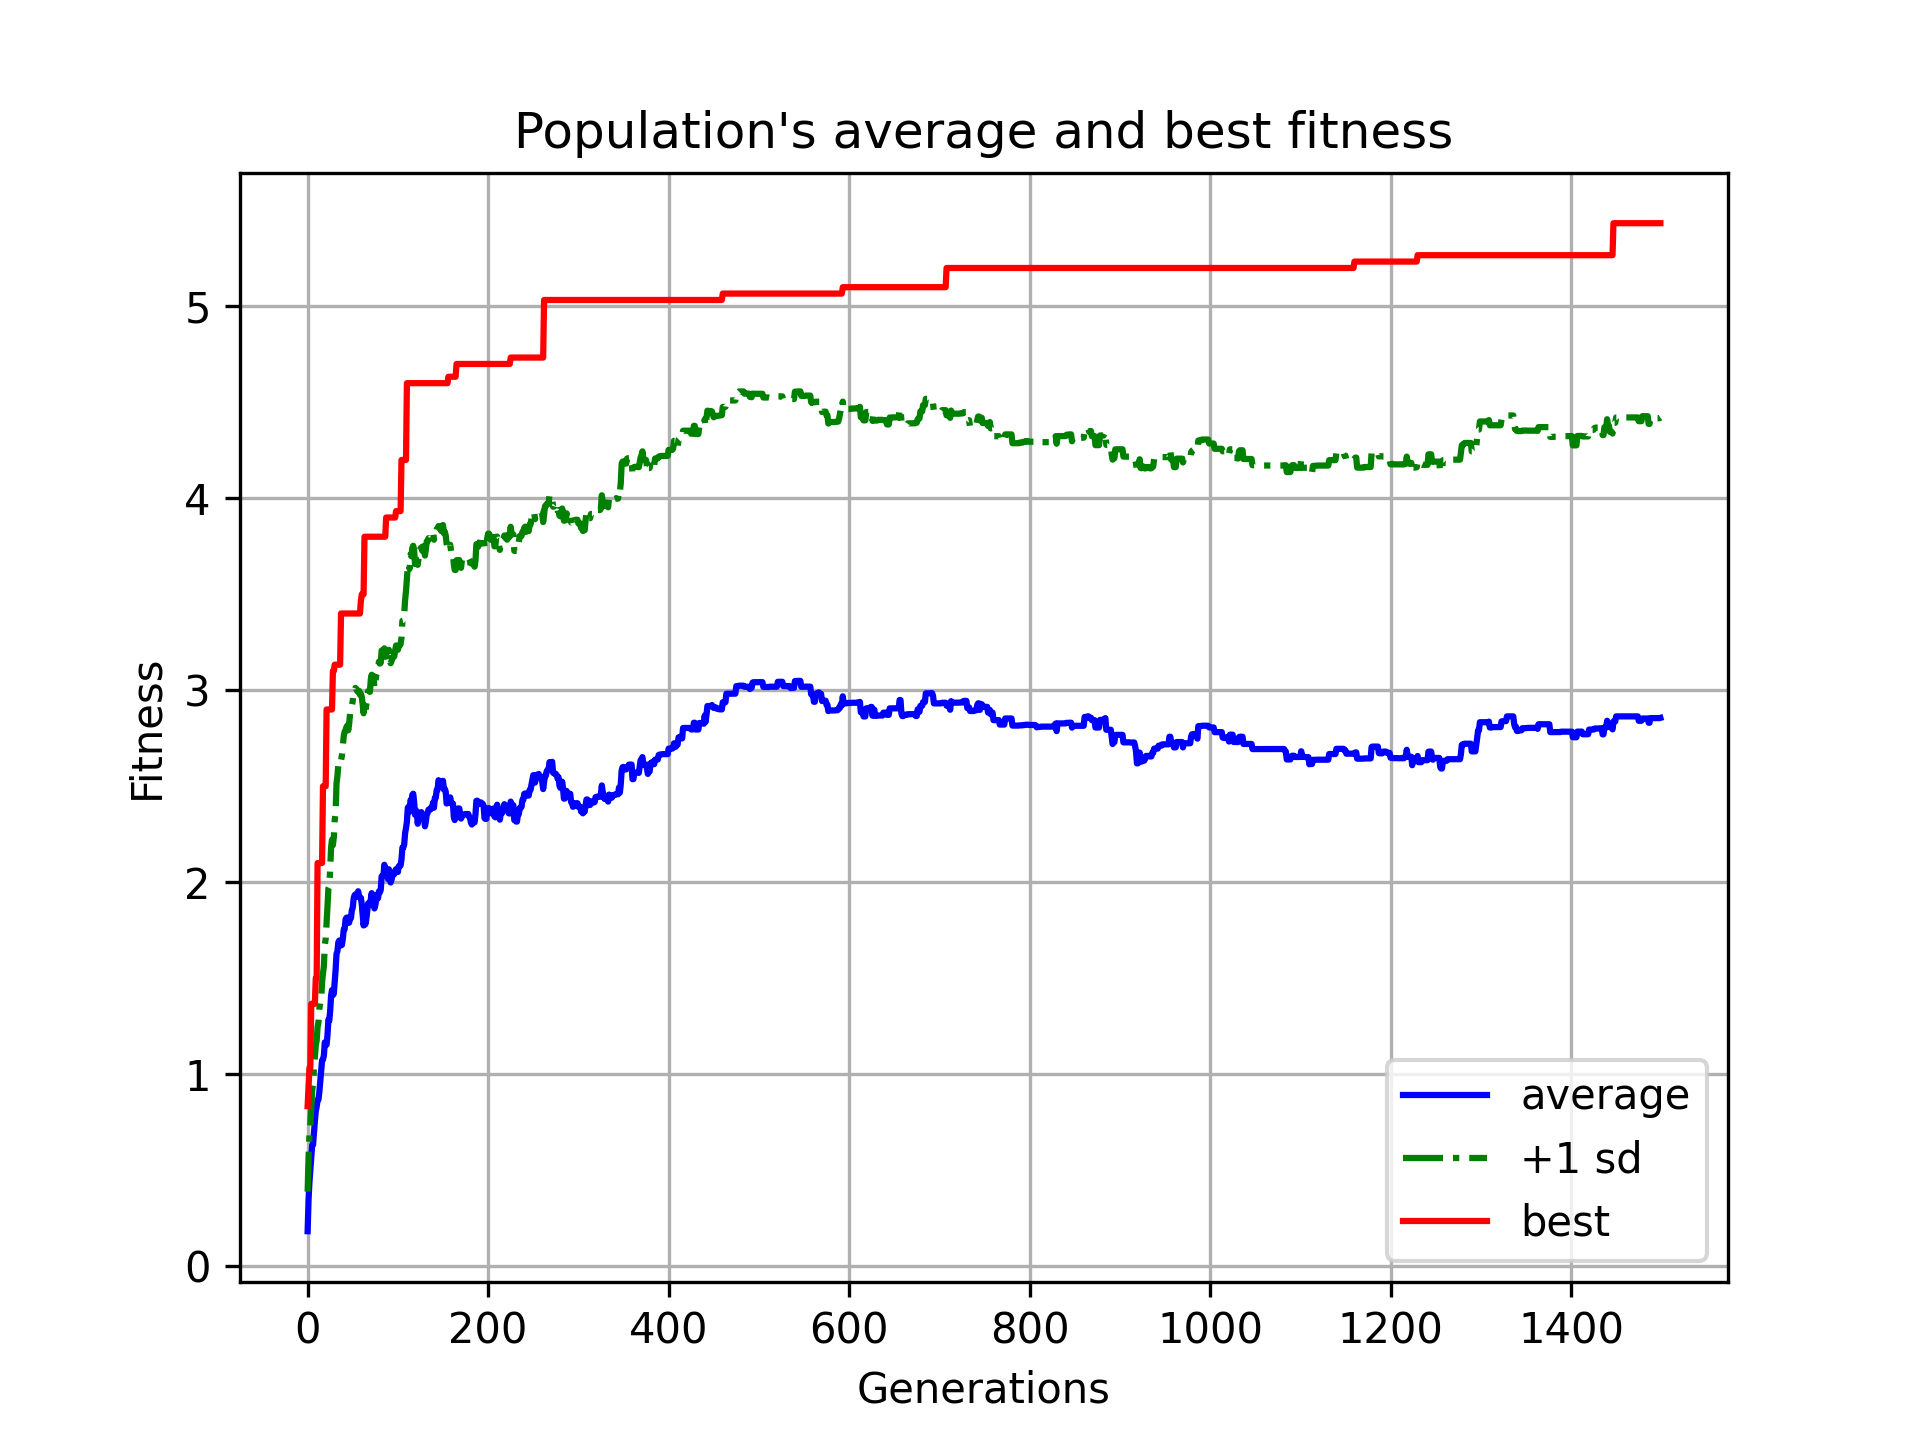 Population's average and best fitness
Fitness
5
4
3
2
1
0
0 200 400 600 800 1000 1200 1400
Generations
average
+1 sd
best